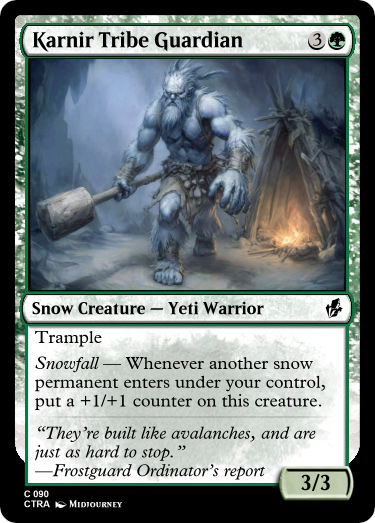 Karnir Tribe Guardian 3
Snow Creature — Yeti Warrior
Trample
Snowfall — Whenever another snow
permanent enters under your control,
put a +1/+1 counter on this creature.
“They’re built like avalanches, and are
just as hard to stop.”
—Frostguard Ordinator’s report
3/3
C 090
CTRA MIDJOURNEY